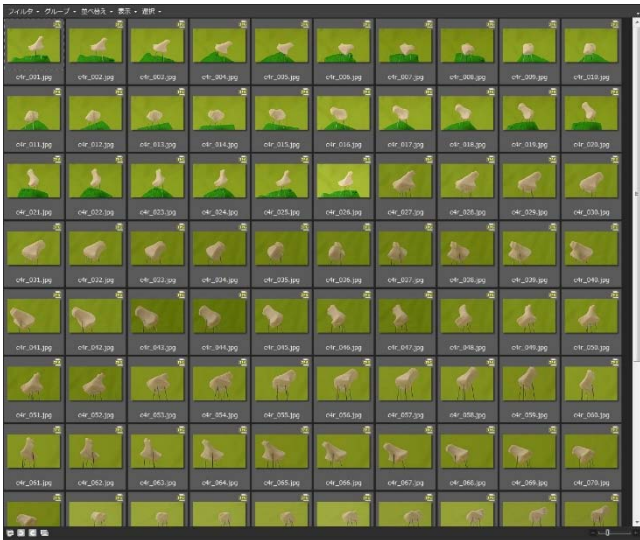 フィルタ グループ 並べ替え 表示 選択
c4r_001.jpg c4r_002.jpg c4r_003.jpg c4r_004.jpg c4r_005.jpg c4r_006.jpg c4r_007.jpg c4r_008.jpg c4r_009.jpg c4r_010.jpg
c4r_011.jpg c4r_012.jpg c4r_013.jpg c4r_014.jpg c4r_015.jpg c4r_016.jpg c4r_017.jpg c4r_018.jpg c4r_019.jpg c4r_020.jpg
c4r_021.jpg c4r_022.jpg c4r_023.jpg c4r_024.jpg c4r_025.jpg c4r_026.jpg c4r_027.jpg c4r_028.jpg c4r_029.jpg c4r_030.jpg
c4r_031.jpg c4r_032.jpg c4r_033.jpg c4r_034.jpg c4r_035.jpg c4r_036.jpg c4r_037.jpg c4r_038.jpg c4r_039.jpg c4r_040.jpg
c4r_041.jpg c4r_042.jpg c4r_043.jpg c4r_044.jpg c4r_045.jpg c4r_046.jpg c4r_047.jpg c4r_048.jpg c4r_049.jpg c4r_050.jpg
c4r_051.jpg c4r_052.jpg c4r_053.jpg c4r_054.jpg c4r_055.jpg c4r_056.jpg c4r_057.jpg c4r_058.jpg c4r_059.jpg c4r_060.jpg
c4r_061.jpg c4r_062.jpg c4r_063.jpg c4r_064.jpg c4r_065.jpg c4r_066.jpg c4r_067.jpg c4r_068.jpg c4r_069.jpg c4r_070.jpg